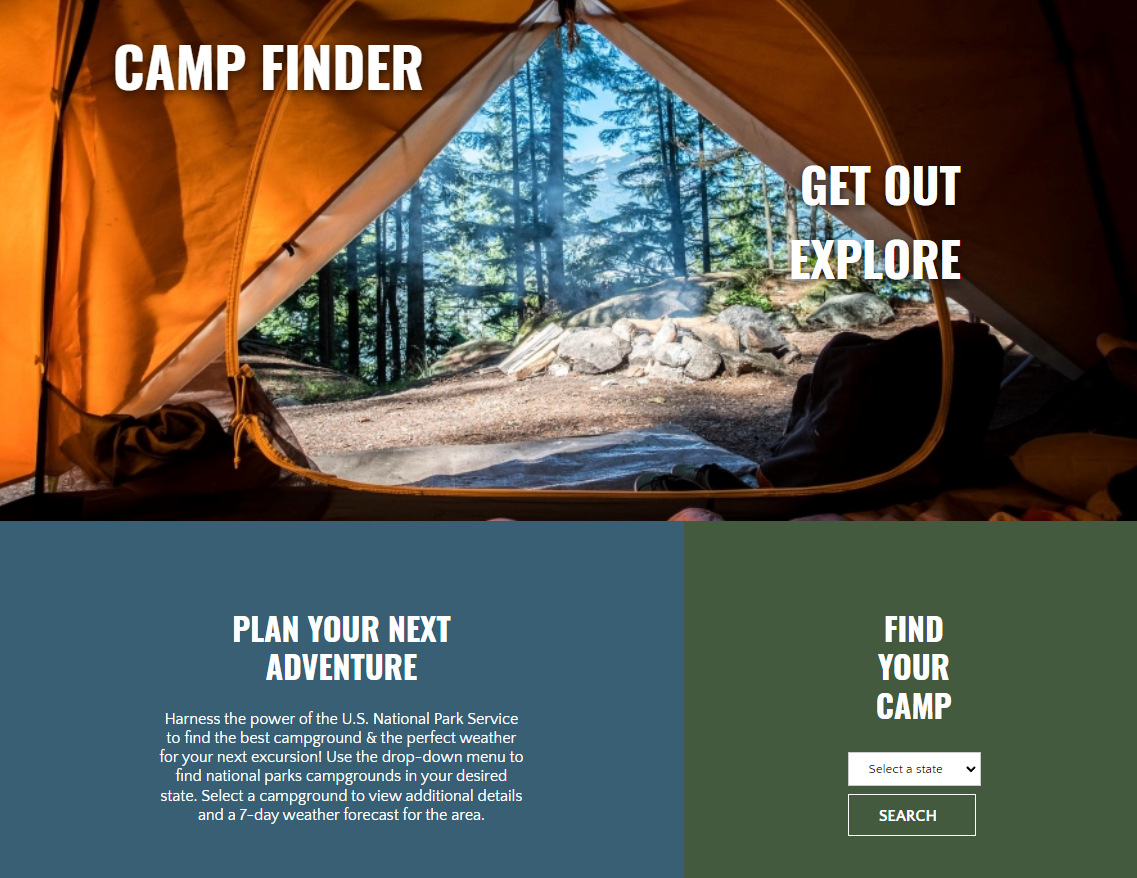 CAMP FINDER
GET OUT
EXPLORE
PLAN YOUR NEXT
ADVENTURE
Harness the power of the U.S. National Park Service
to find the best campground & the perfect weather
for your next excursion! Use the drop-down menu to
find national parks campgrounds in your desired
state. Select a campground to view additional details
and a 7-day weather forecast for the area.
FIND
YOUR
CAMP
Select a state
SEARCH